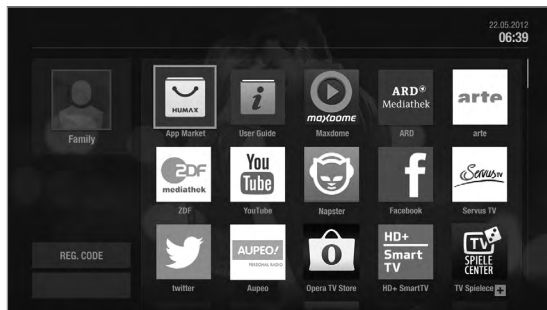 22.05.2012
06:39
Family
REG. CODE
HUMAX
App Market
i
User Guide
maxdome
Maxdome
ARD
Mediathek
ARD
arte
arte
ZDF
mediathek
ZDF
You
Tube
YouTube
Napster
f
Facebook
Servus TV
Servus TV
twitter
AUPEO!
PERSONAL RADIO
Aupeo
O
Opera TV Store
HD+
Smart
TV
HD+ SmartTV
TV
SPIELE
CENTER
TV Spielece